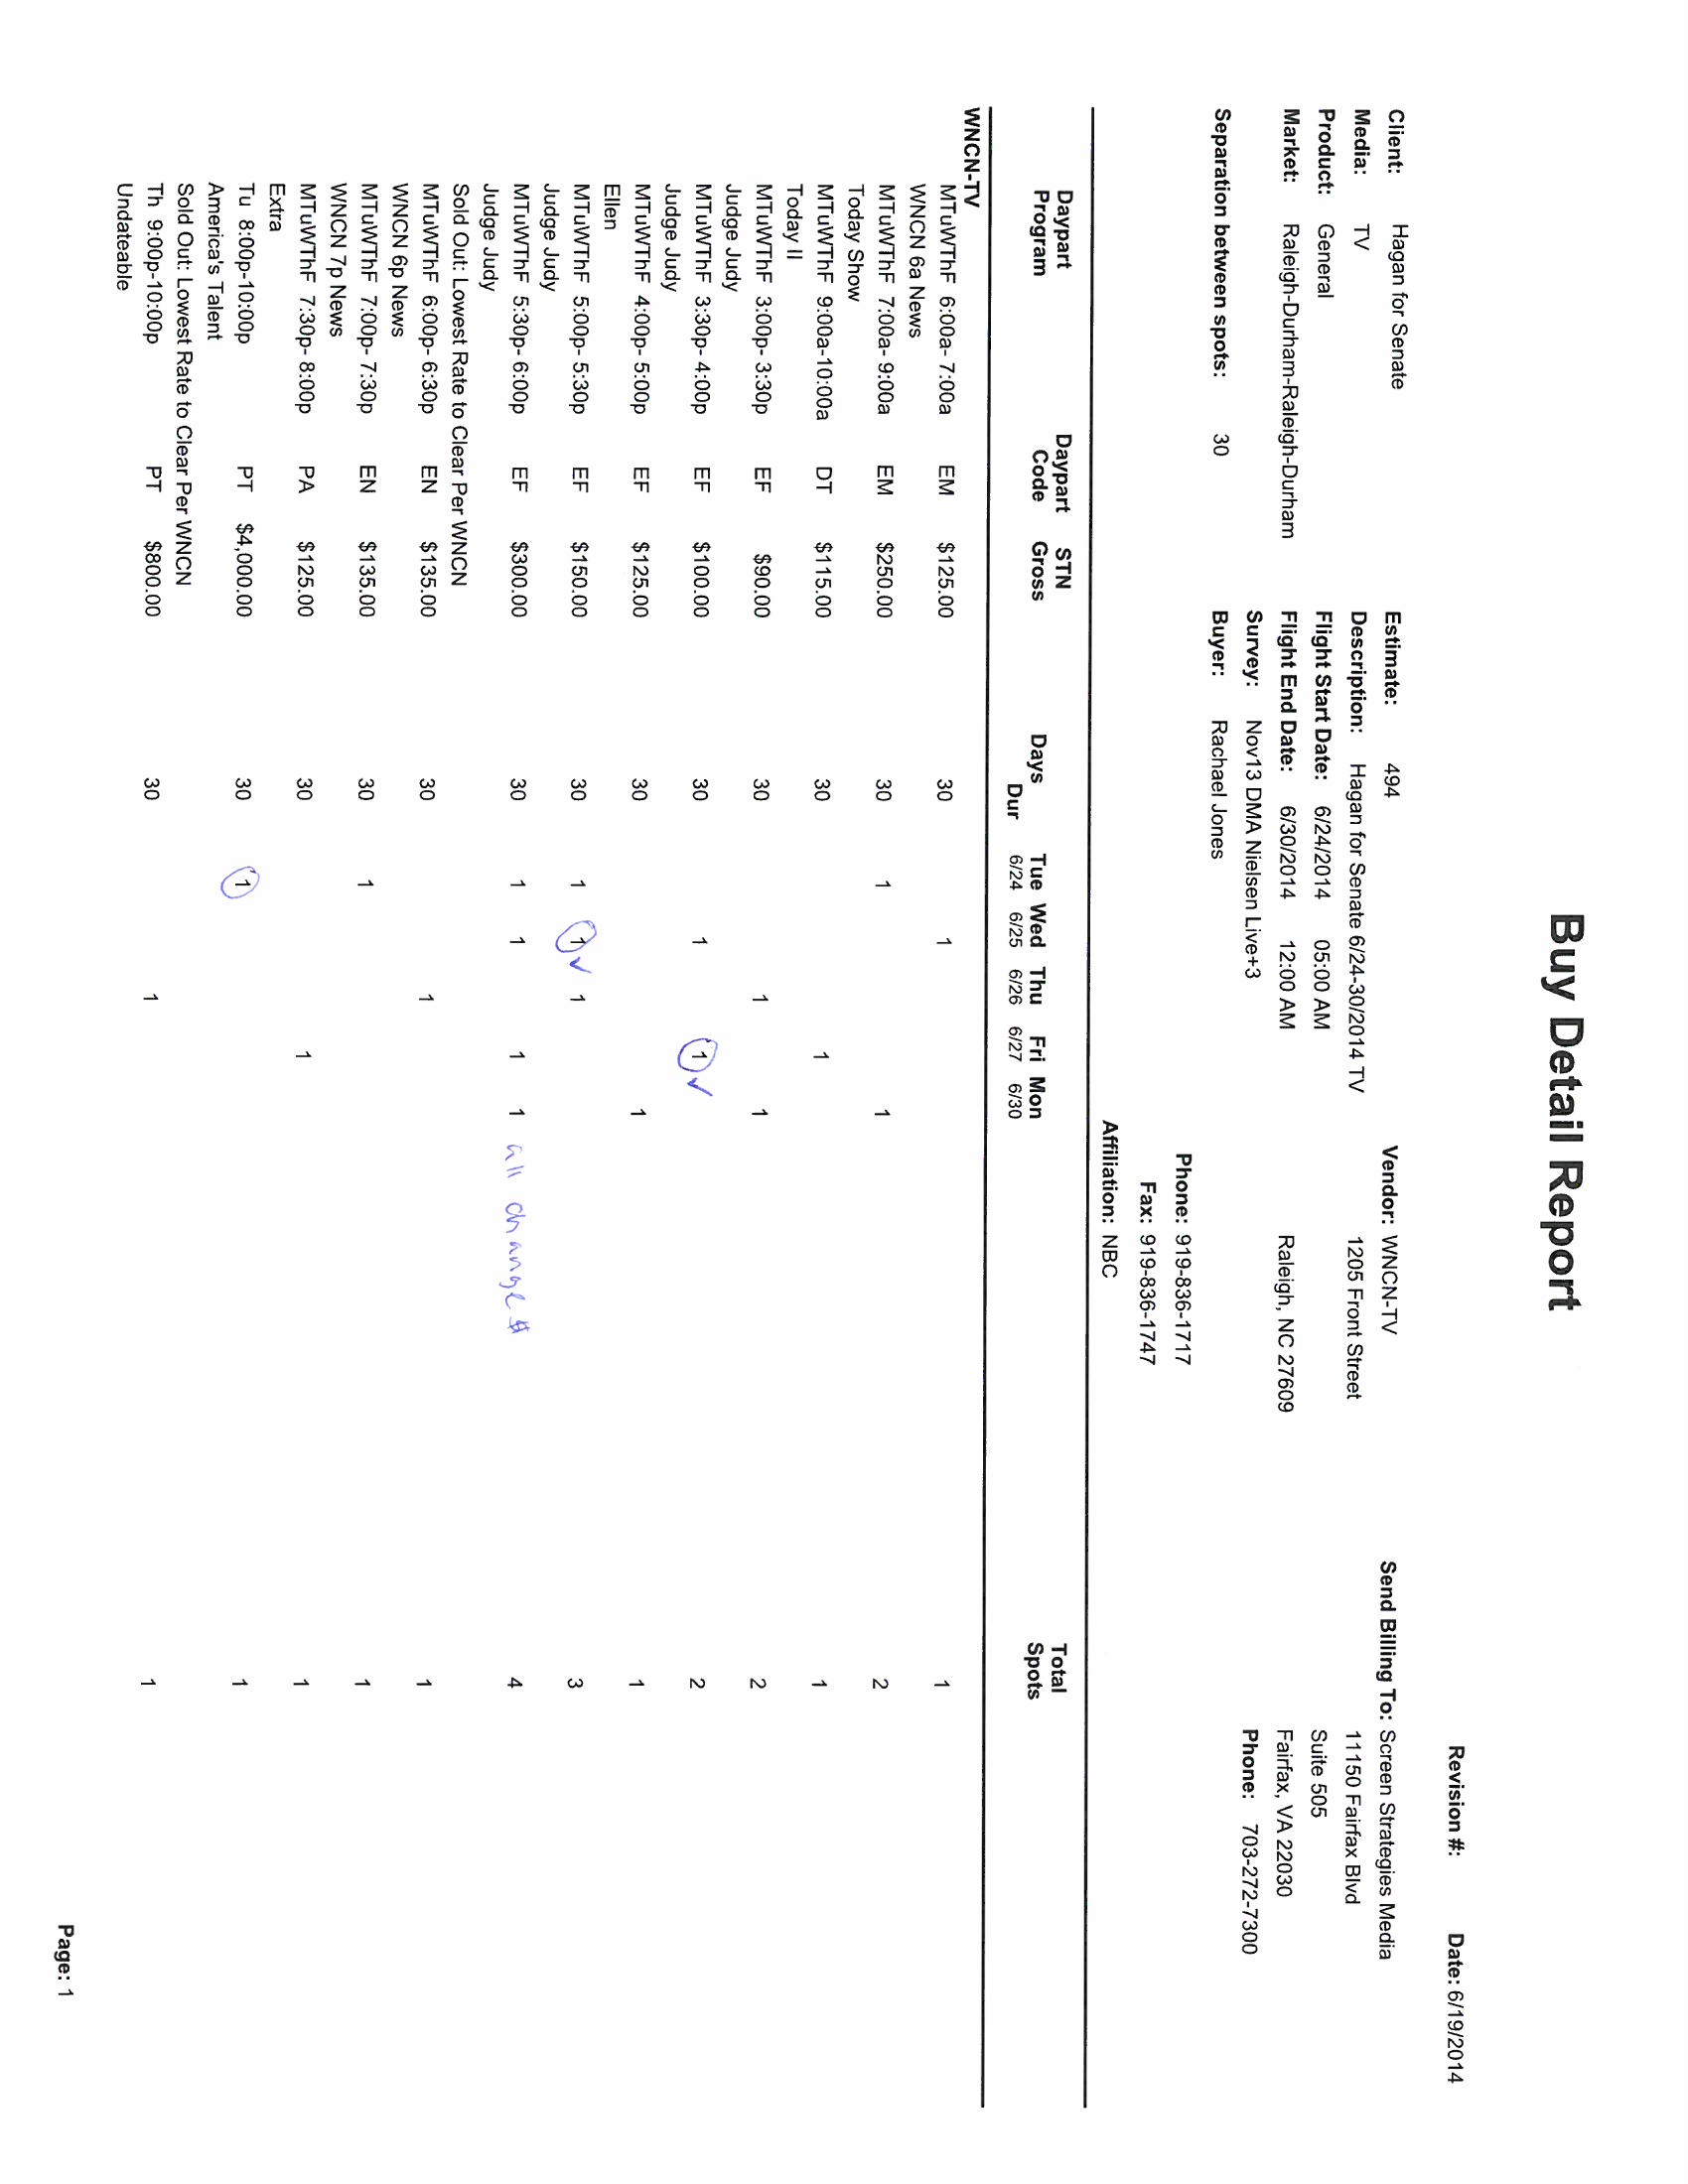 Buy Detail Report
Revision #: Date: 6/19/2014
Client: Hagan for Senate Estimate: 494 Vendor: WNCN-TV Send Billing To: Screen Strategies Media
Media: TV Description: Hagan for Senate 6/24-30/2014 TV 1205 Front Street 11150 Fairfax Blvd
Product: General Flight Start Date: 6/24/2014 05:00 AM Suite 505
Market: Raleigh-Durham-Raleigh-Durham Flight End Date: 6/30/2014 12:00 AM Raleigh, NC 27609 Fairfax, VA 22030
Survey: Nov13 DMA Nielsen Live+3 Phone: 703-272-7300
Separation between spots: 30 Buyer: Rachael Jones
Phone: 919-836-1717
Fax: 919-836-1747
Affiliation: NBC
Daypart Daypart STN Total
Program Code Gross Days Tue Wed Thu Fri Mon Spots
Dur 6/24 6/25 6/26 6/27 6/30
WNCN-TV
MTuWThF 6:00a- 7:00a EM $125.00 30 1 1
WNCN 6a News
MTuWThF 7:00a- 9:00a EM $250.00 30 1 1 2
Today Show
MTuWThF 9:00a-10:00a DT $115.00 30 1 1
Today II
MTuWThF 3:00p- 3:30p EF $90.00 30 1 1 2
Judge Judy
MTuWThF 3:30p- 4:00p EF $100.00 30 1 1 ✓ 2
Judge Judy
MTuWThF 4:00p- 5:00p EF $125.00 30 1 1
Ellen
MTuWThF 5:00p- 5:30p EF $150.00 30 1 1 ✓ 1 3
Judge Judy
MTuWThF 5:30p- 6:00p EF $300.00 30 1 1 1 1 all change $ 4
Judge Judy
Sold Out: Lowest Rate to Clear Per WNCN
MTuWThF 6:00p- 6:30p EN $135.00 30 1 1
WNCN 6p News
MTuWThF 7:00p- 7:30p EN $135.00 30 1 1
WNCN 7p News
MTuWThF 7:30p- 8:00p PA $125.00 30 1 1
Extra
Tu 8:00p-10:00p PT $4,000.00 30 1 1
America's Talent
Sold Out: Lowest Rate to Clear Per WNCN
Th 9:00p-10:00p PT $800.00 30 1 1
Undateable
Page: 1